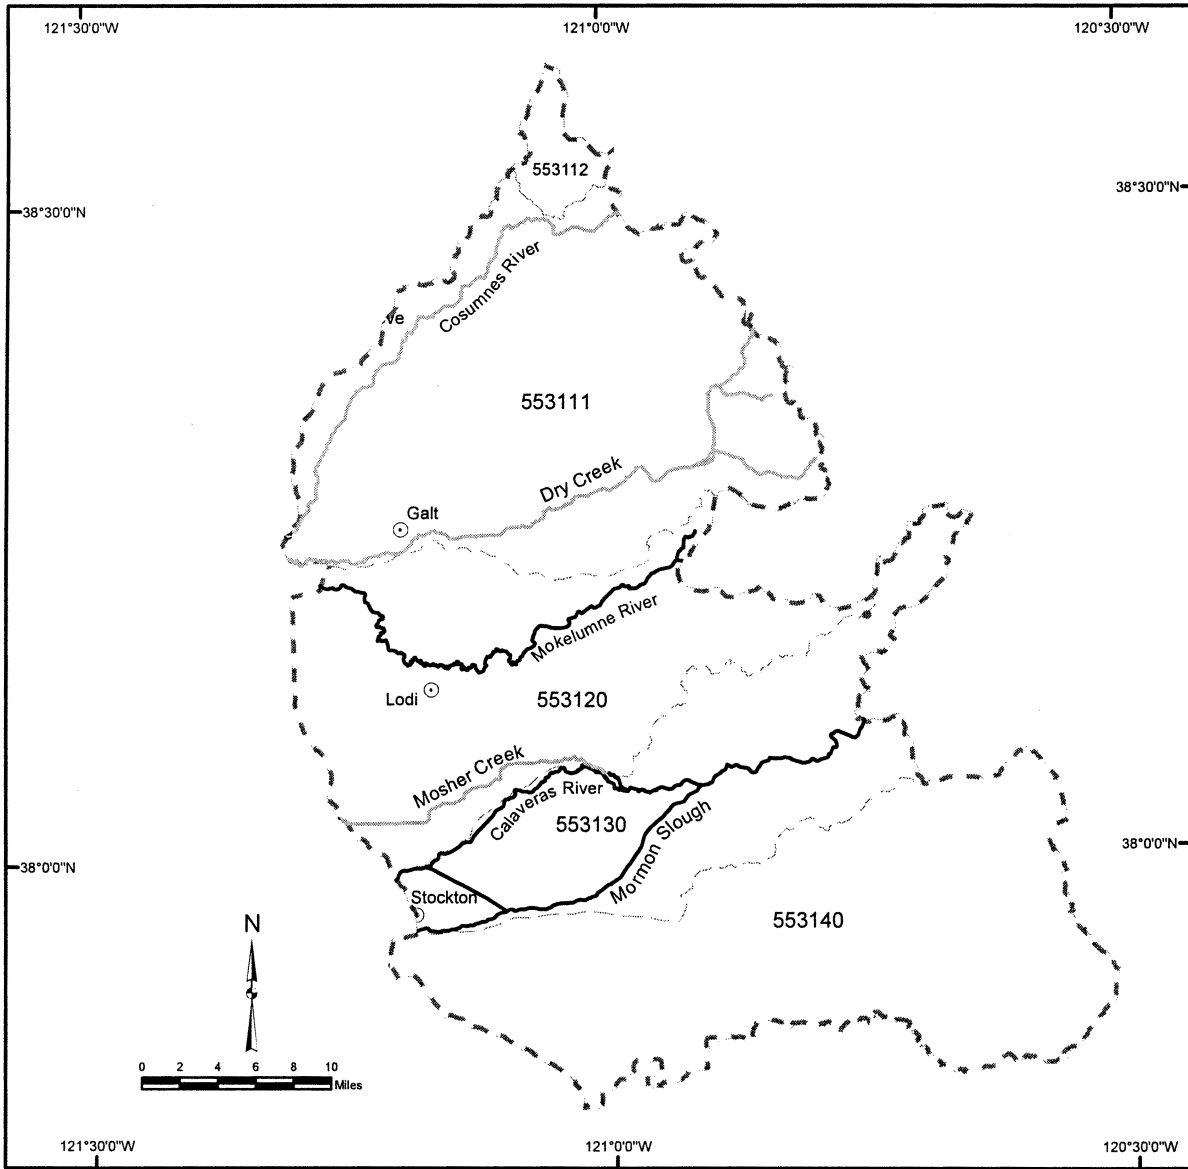 121°30'0"W
121°0'0"W
120°30'0"W
553112
38°30'0"N
38°30'0"N
Cosumnes River
ve
553111
Dry Creek
Galt
Mokelumne River
Lodi
553120
Mosher Creek
Calaveras River
553130
Mormon Slough
38°0'0"N
38°0'0"N
Stockton
553140
N
0 2 4 6 8 10
Miles
121°30'0"W
121°0'0"W
120°30'0"W